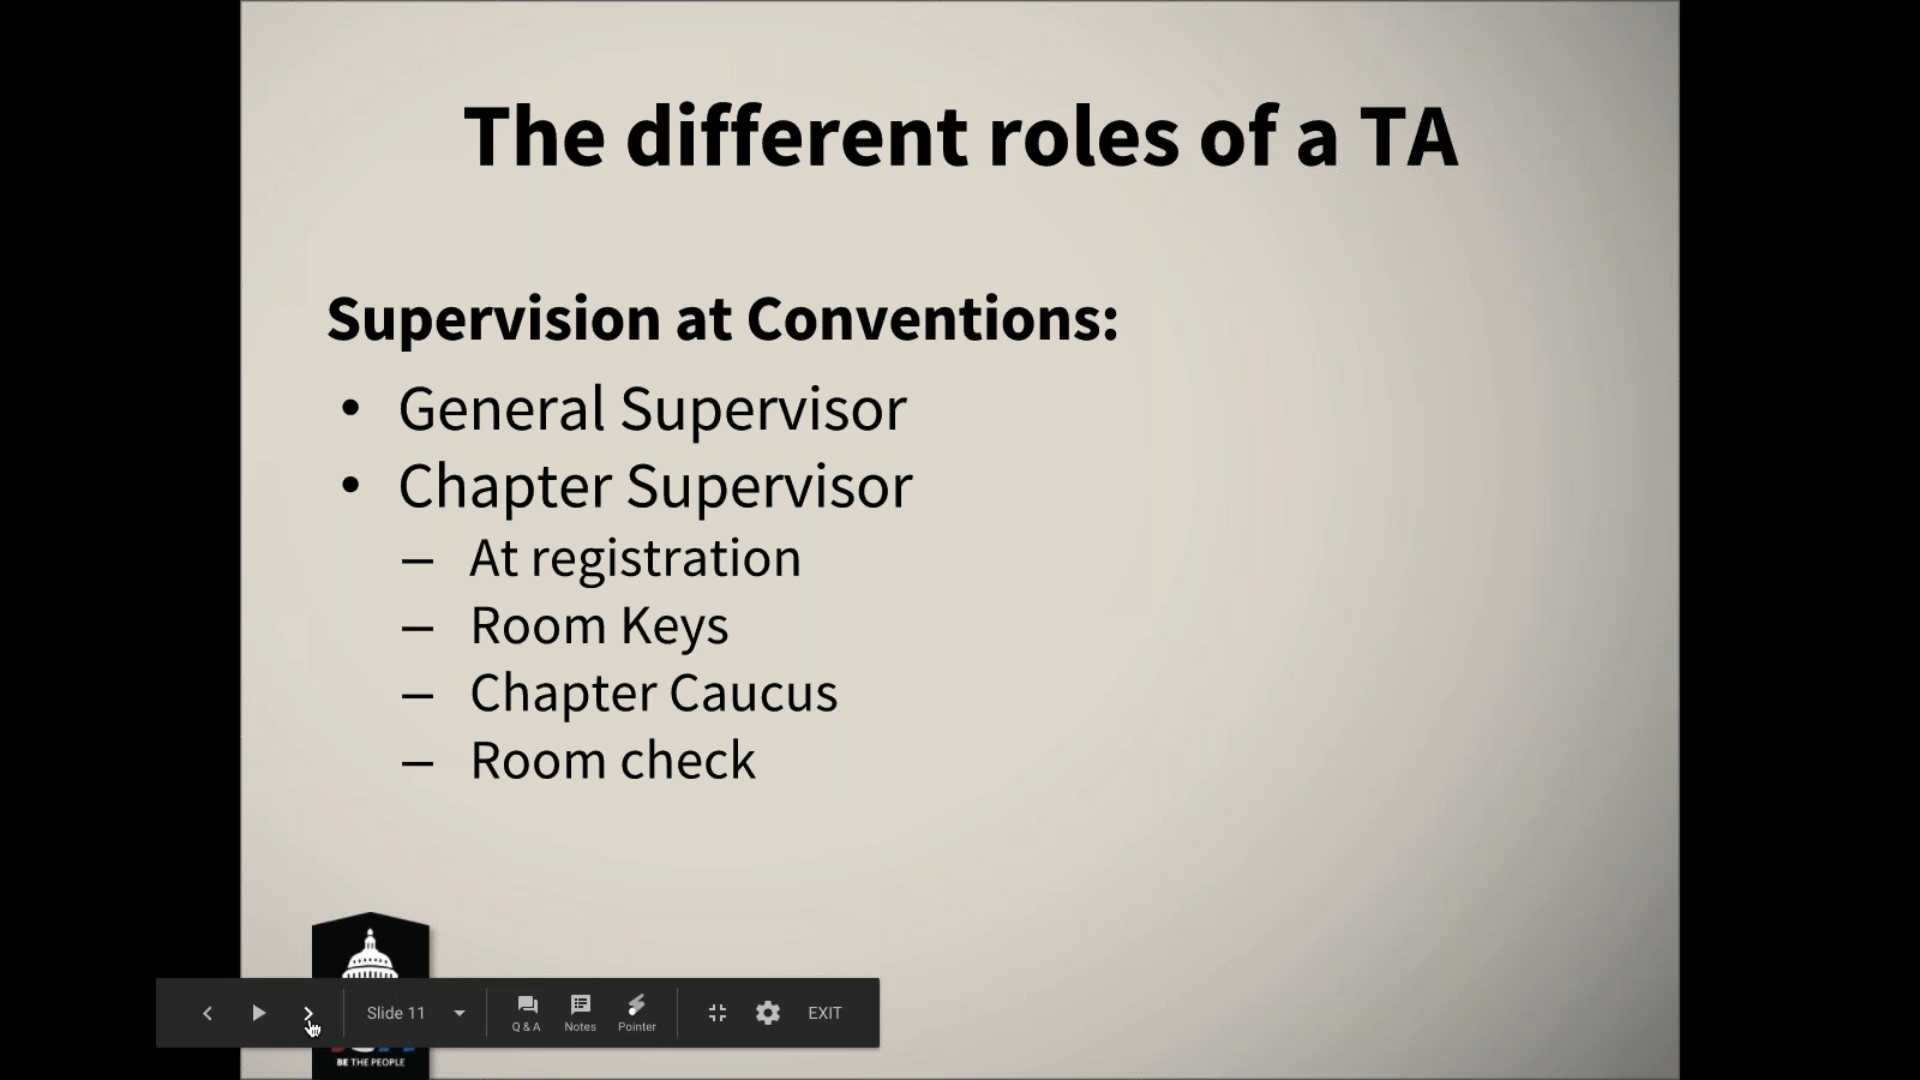 The different roles of a TA
Supervision at Conventions:
• General Supervisor
• Chapter Supervisor
– At registration
– Room Keys
– Chapter Caucus
– Room check
Slide 11
Q & A
Notes
Pointer
EXIT
BE THE PEOPLE